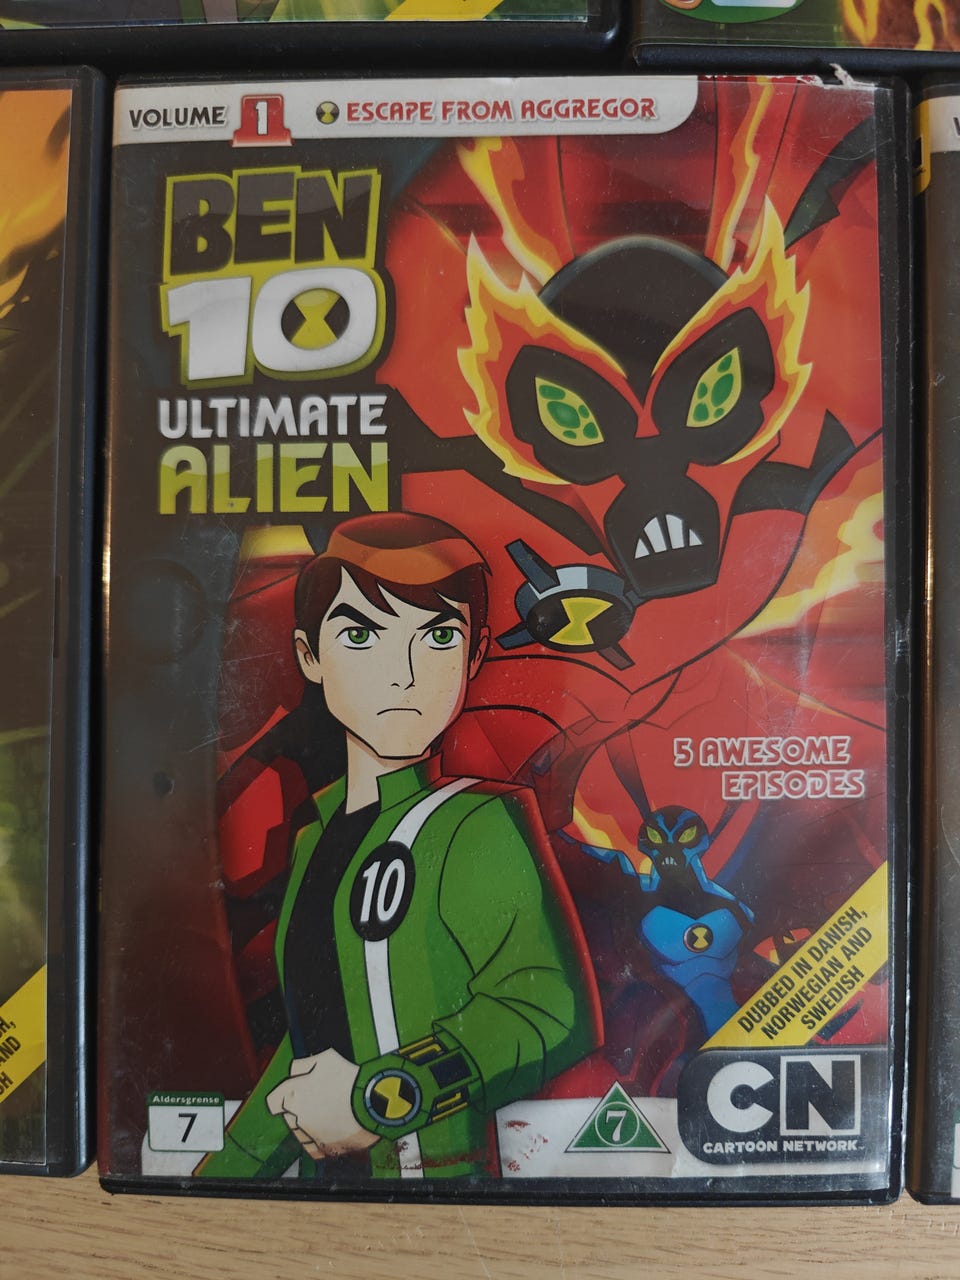 VOLUME 1 ESCAPE FROM AGGREGOR
BEN
10
ULTIMATE
ALIEN
5 AWESOME
EPISODES
10
DUBBED IN DANISH,
NORWEGIAN AND
SWEDISH
Aldersgrense
7
7
CN
CARTOON NETWORK